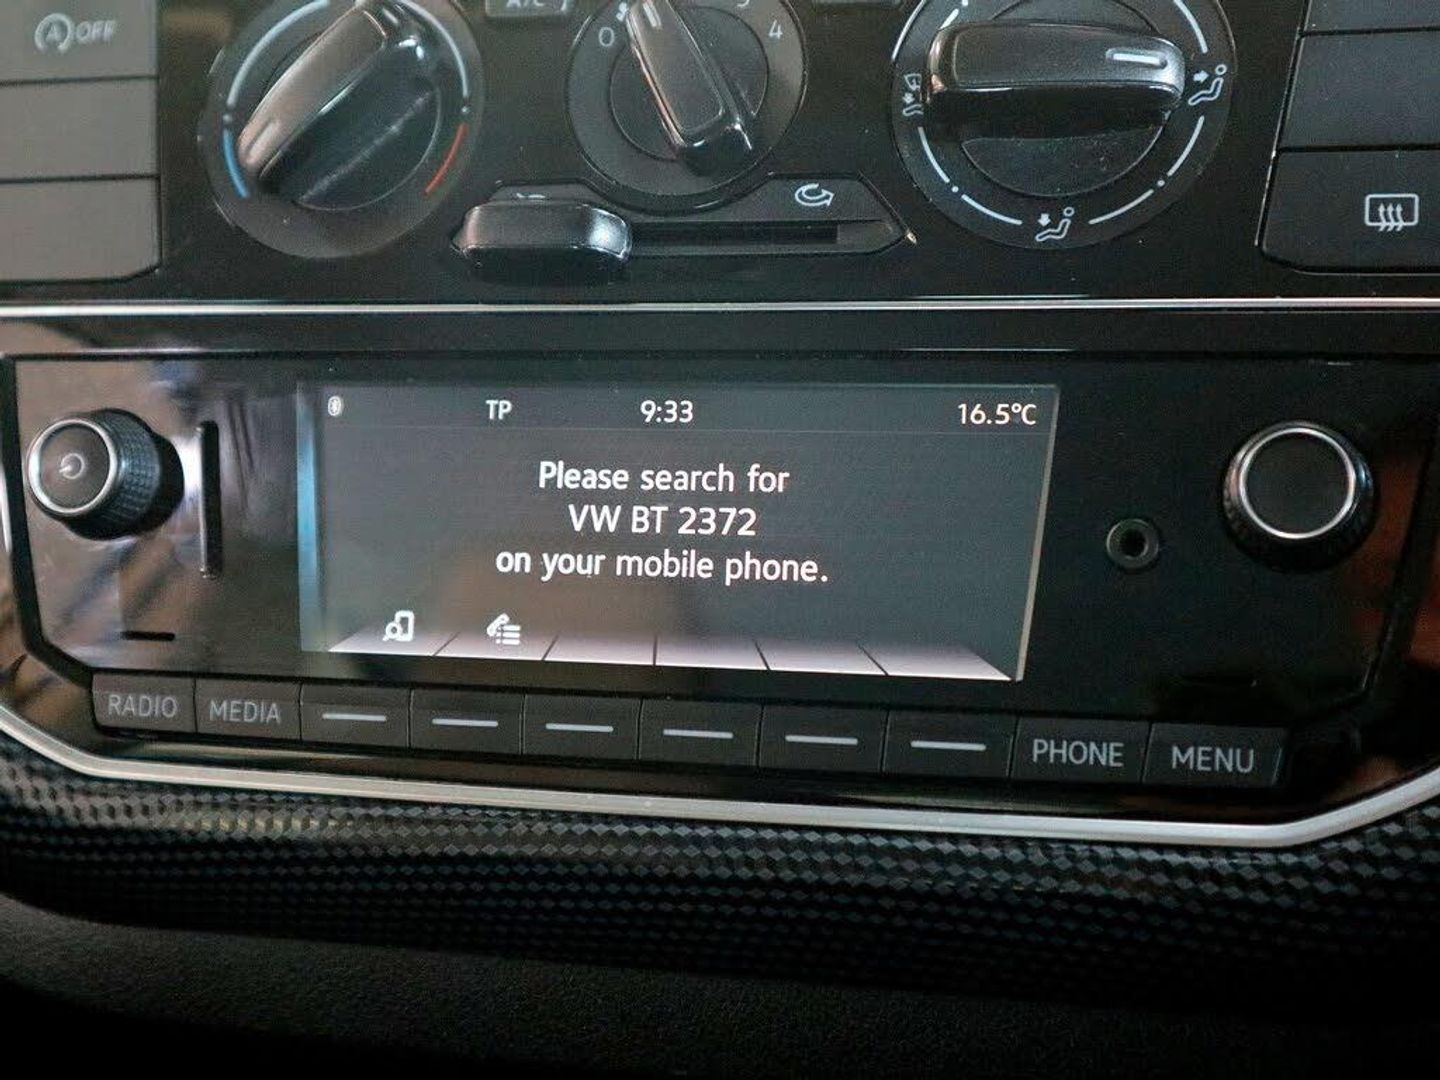 OFF
A/C
0
3
4
TP 9:33 16.5°C
Please search for
VW BT 2372
on your mobile phone.
RADIO MEDIA PHONE MENU